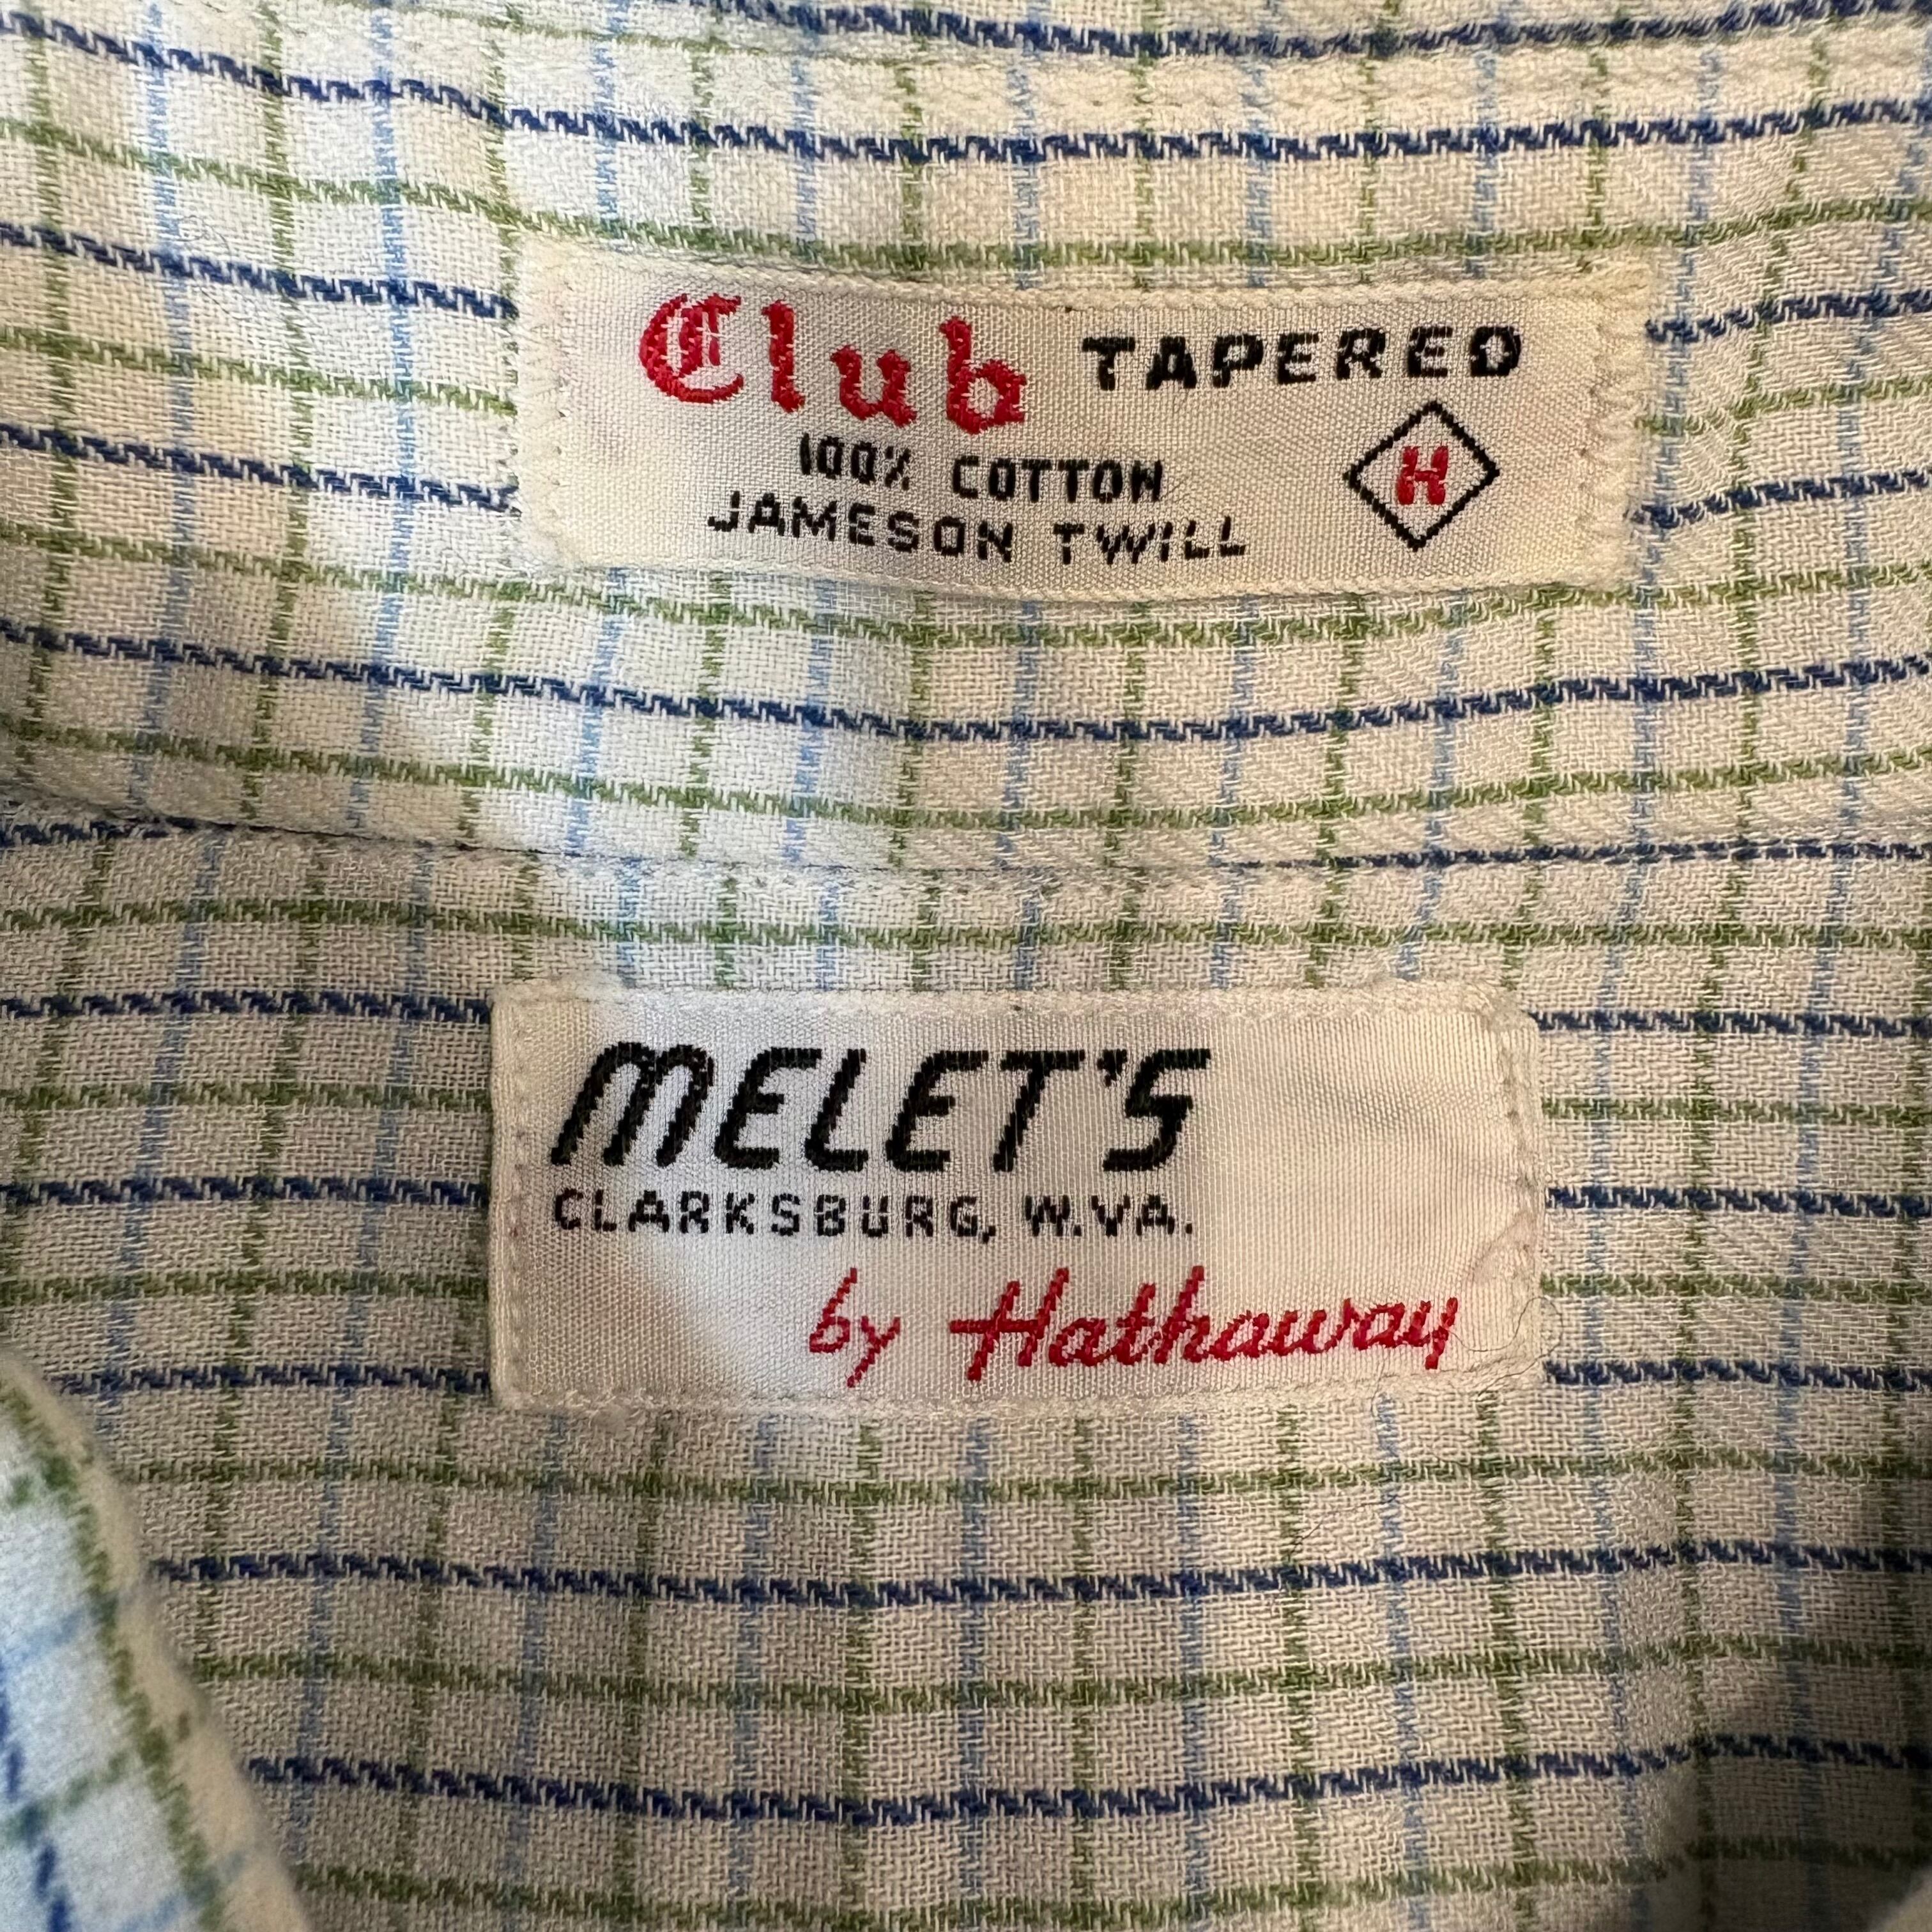 Club TAPERED
100% COTTON
JAMESON TWILL
H
MELET'S
CLARKSBURG, W.VA.
by Hathaway